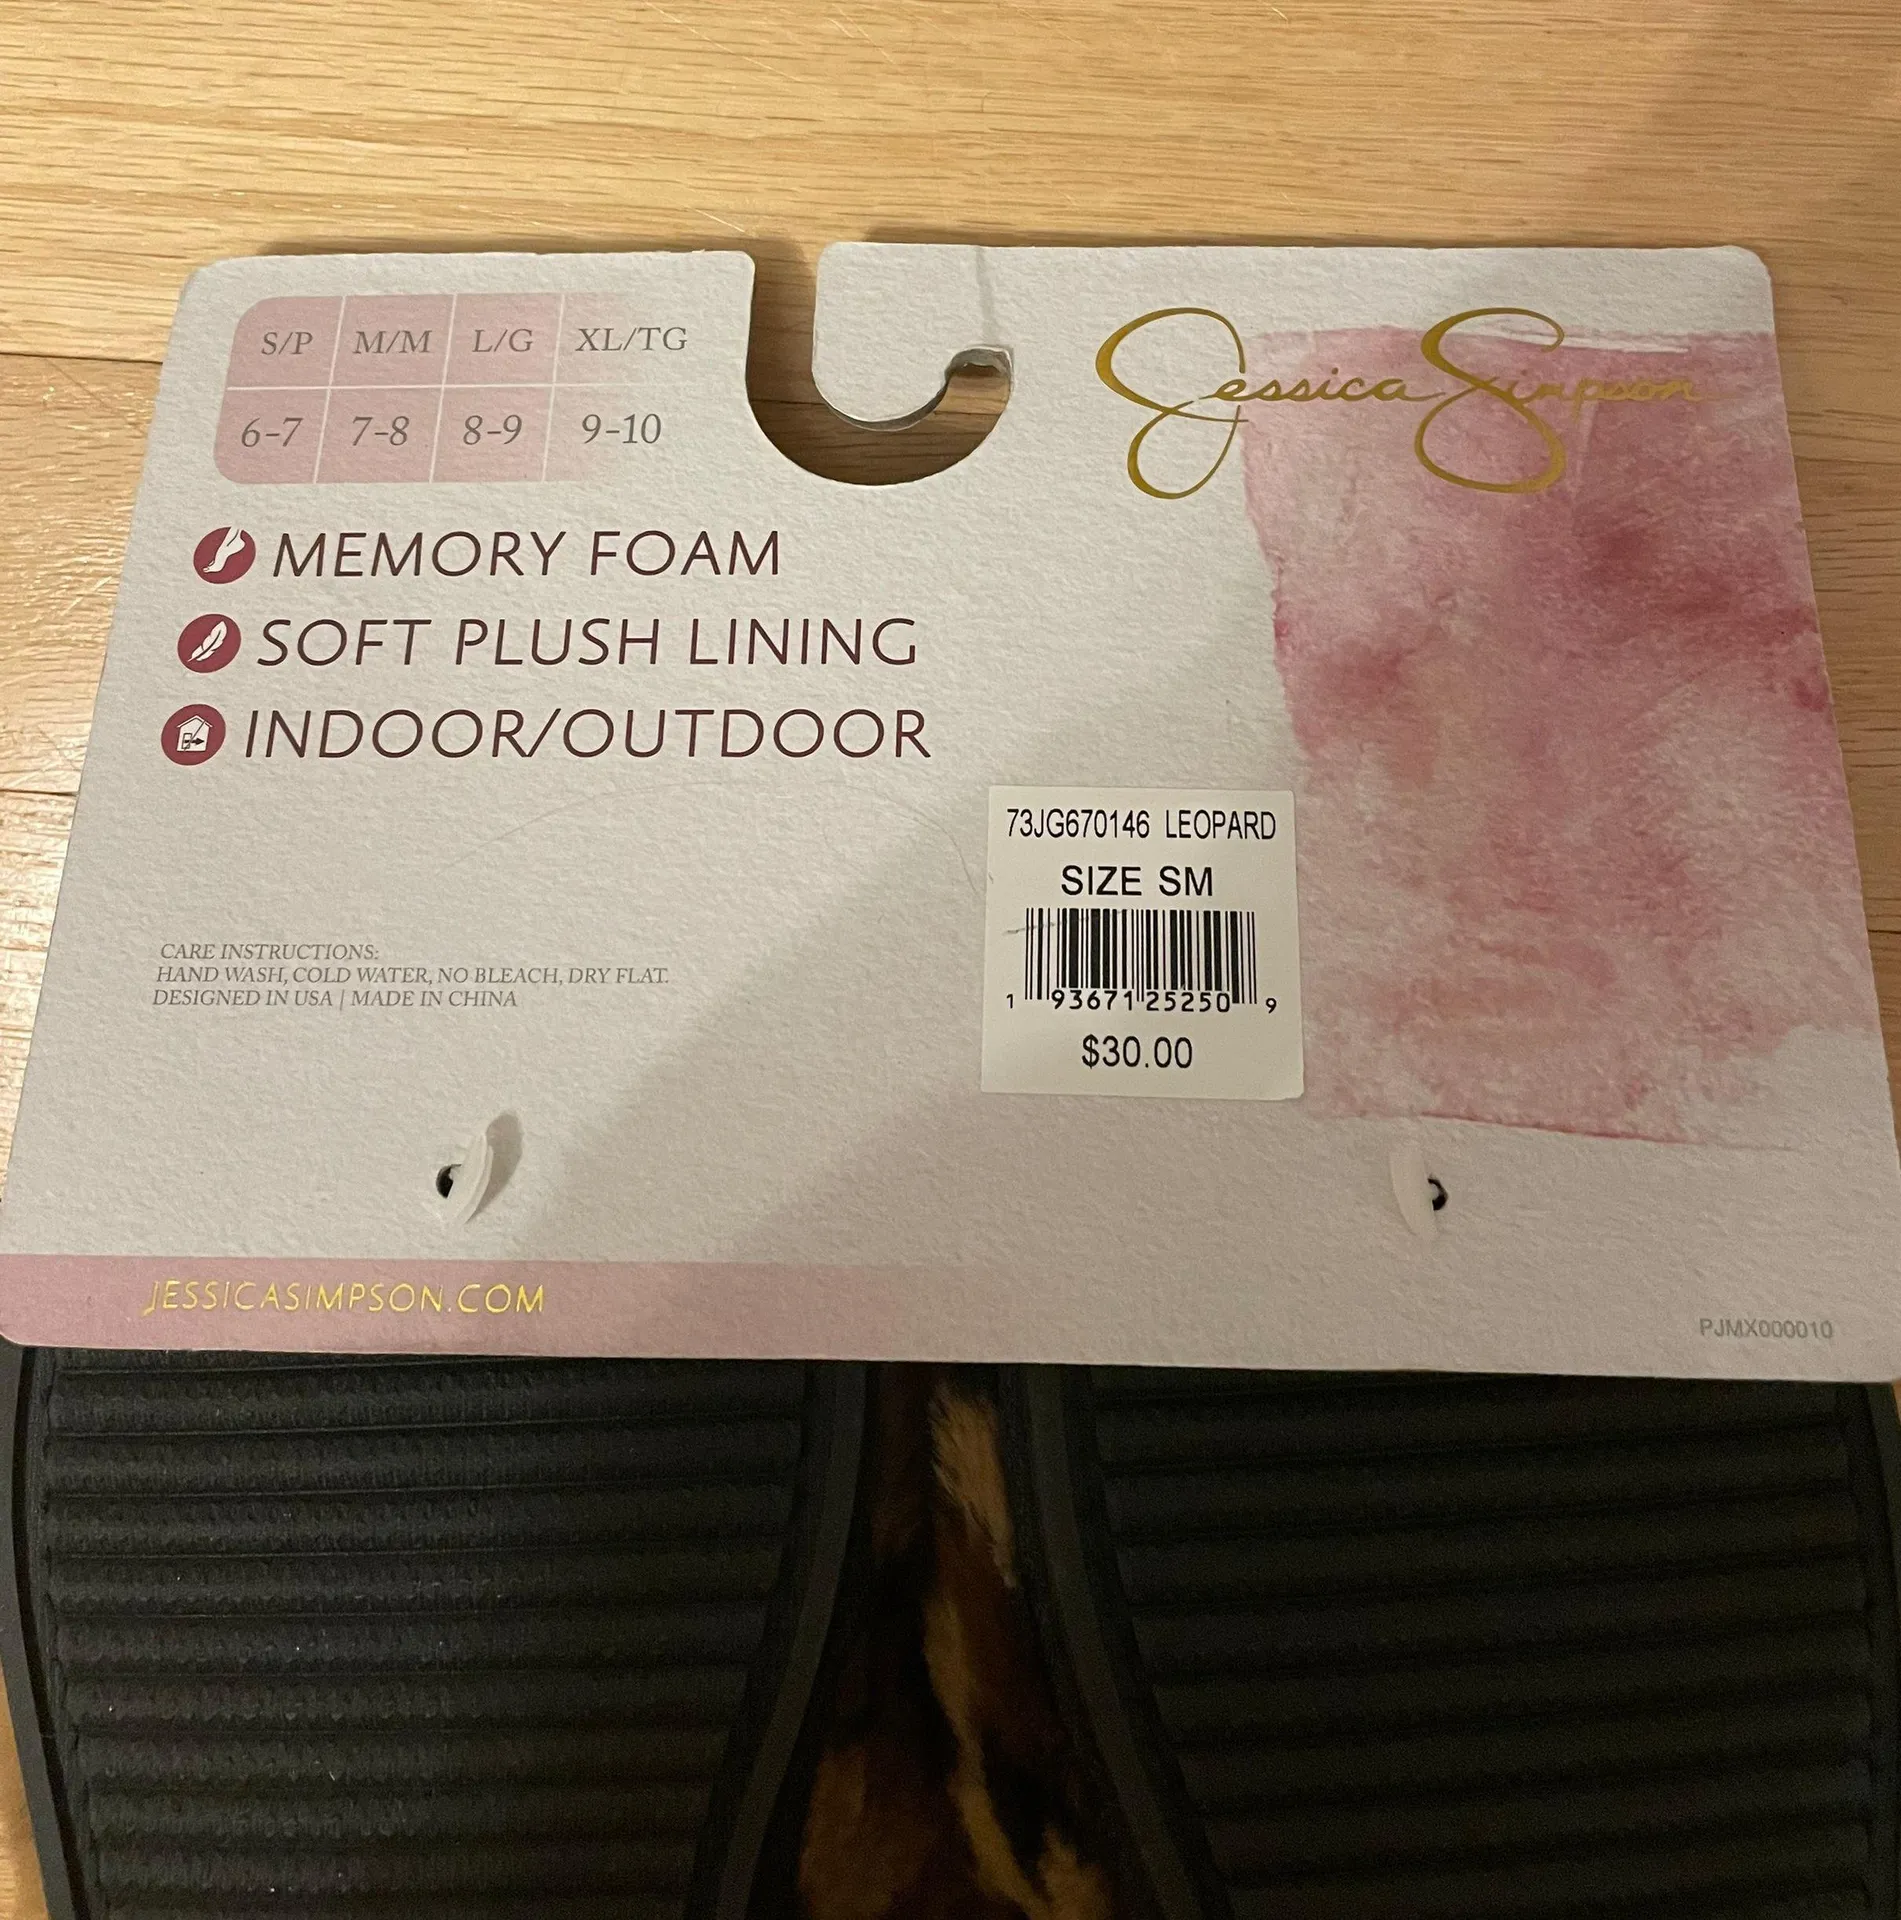 S/P M/M L/G XL/TG
6-7 7-8 8-9 9-10
Jessica Simpson
MEMORY FOAM
SOFT PLUSH LINING
INDOOR/OUTDOOR
73JG670146 LEOPARD
SIZE SM
1 93671 25250 9
$30.00
CARE INSTRUCTIONS:
HAND WASH, COLD WATER, NO BLEACH, DRY FLAT.
DESIGNED IN USA | MADE IN CHINA
JESSICASIMPSON.COM
PJMX000010